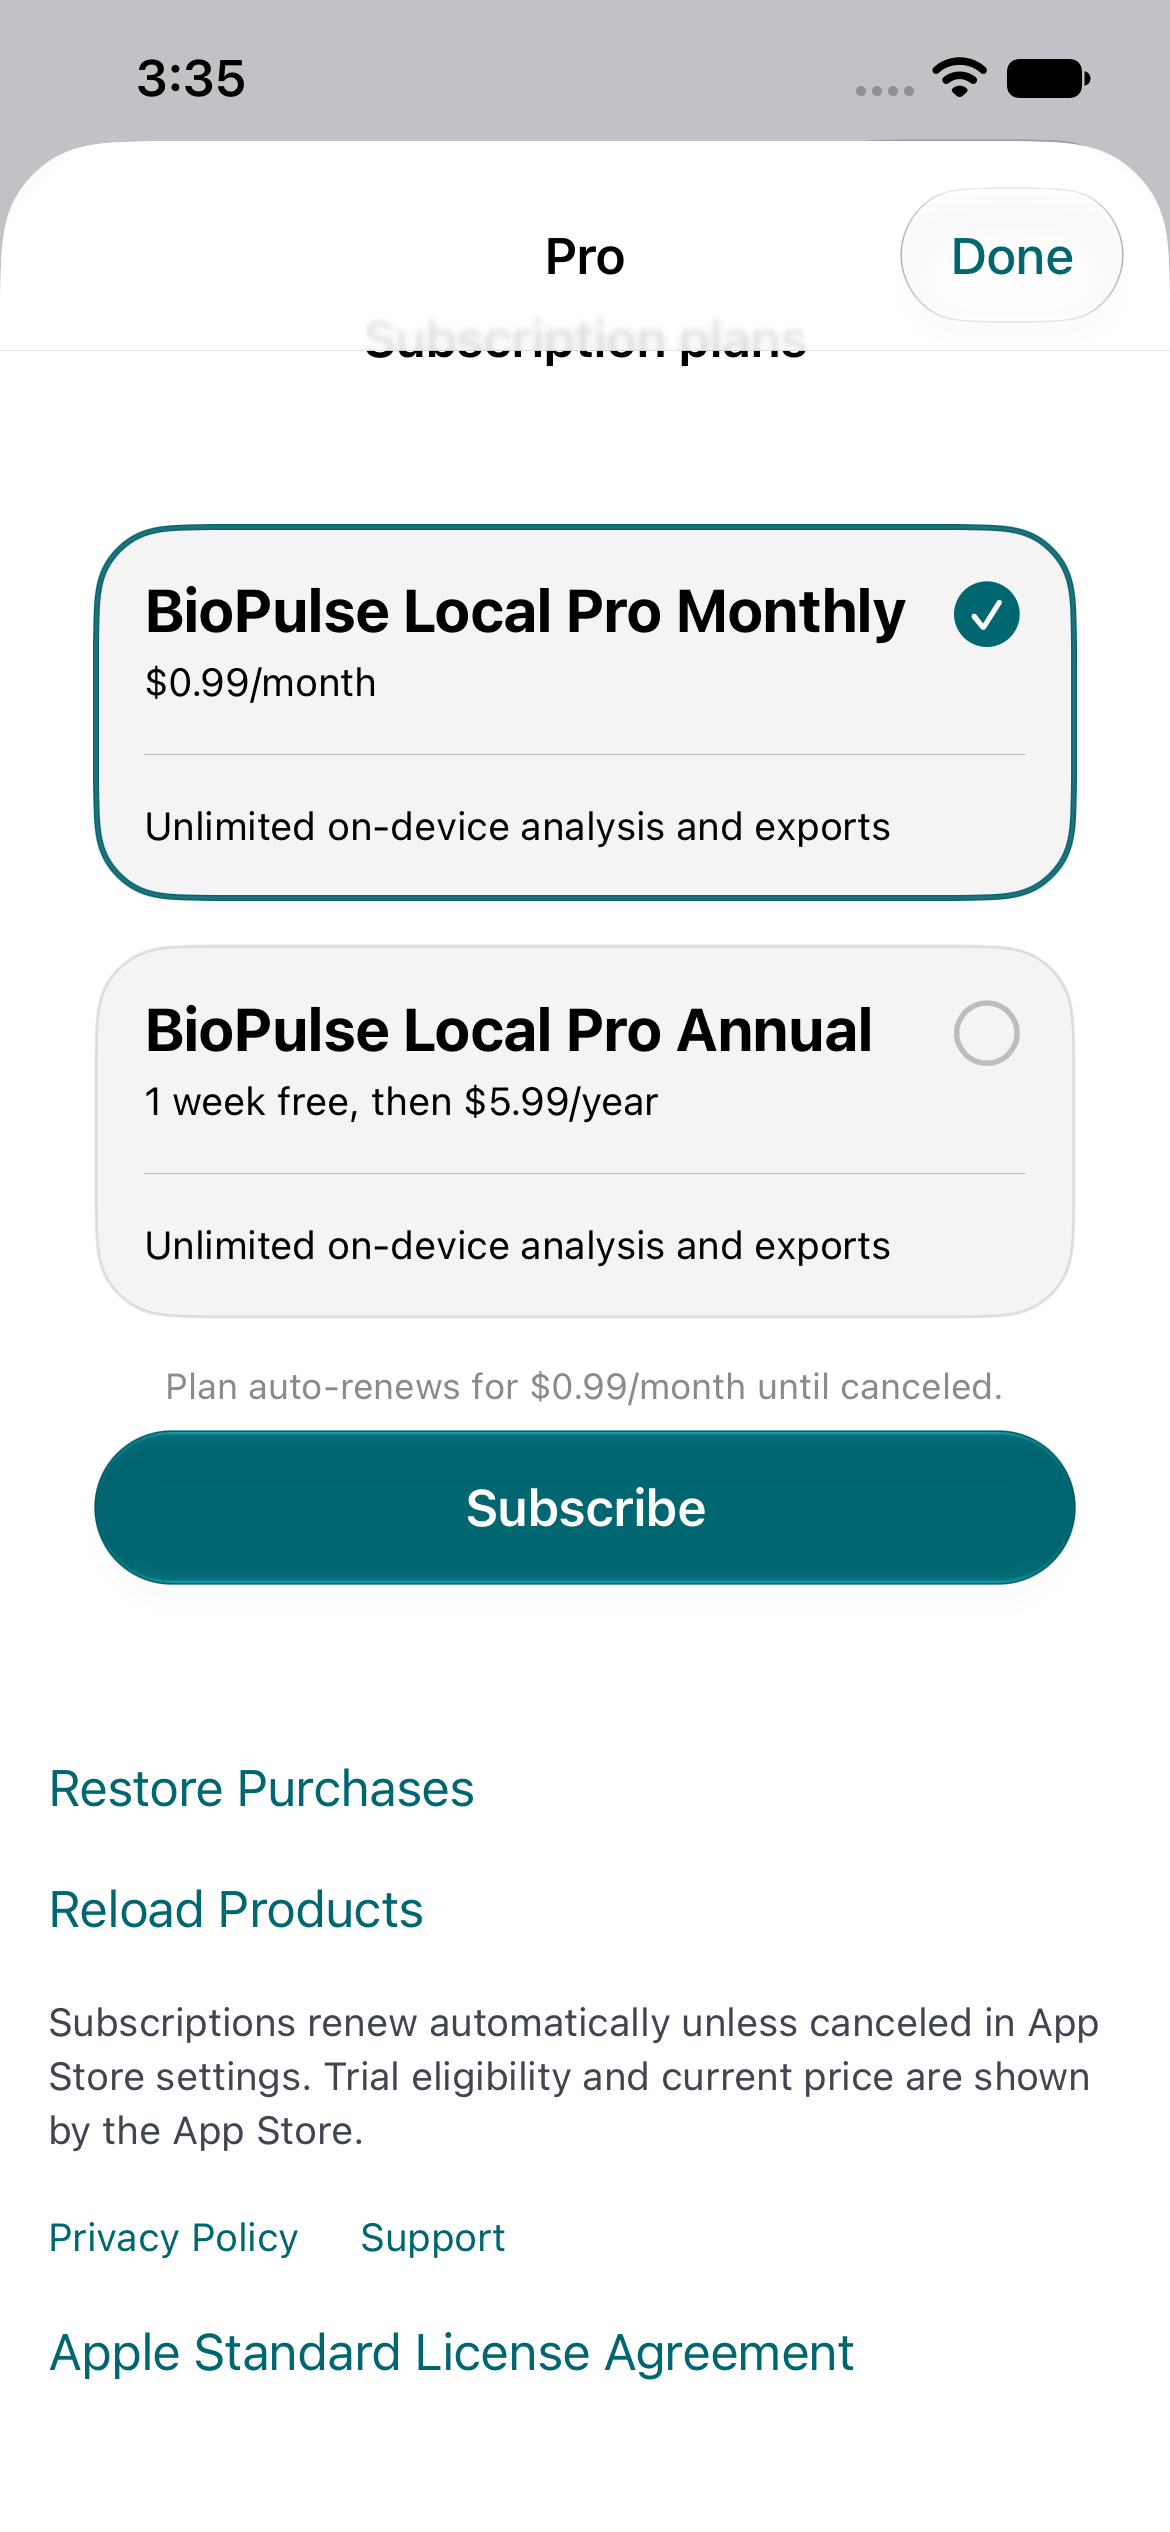 3:35
Pro
Done
Subscription plans
BioPulse Local Pro Monthly
$0.99/month
Unlimited on-device analysis and exports
BioPulse Local Pro Annual
1 week free, then $5.99/year
Unlimited on-device analysis and exports
Plan auto-renews for $0.99/month until canceled.
Subscribe
Restore Purchases
Reload Products
Subscriptions renew automatically unless canceled in App
Store settings. Trial eligibility and current price are shown
by the App Store.
Privacy Policy Support
Apple Standard License Agreement